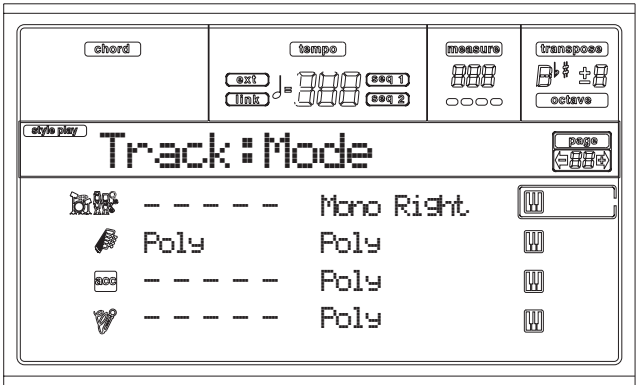 chord tempo measure transpose
ext seq 1
link seq 2
octave
style play page
Track:Mode
- - - - - Mono Right
Poly Poly
acc - - - - - Poly
- - - - - Poly